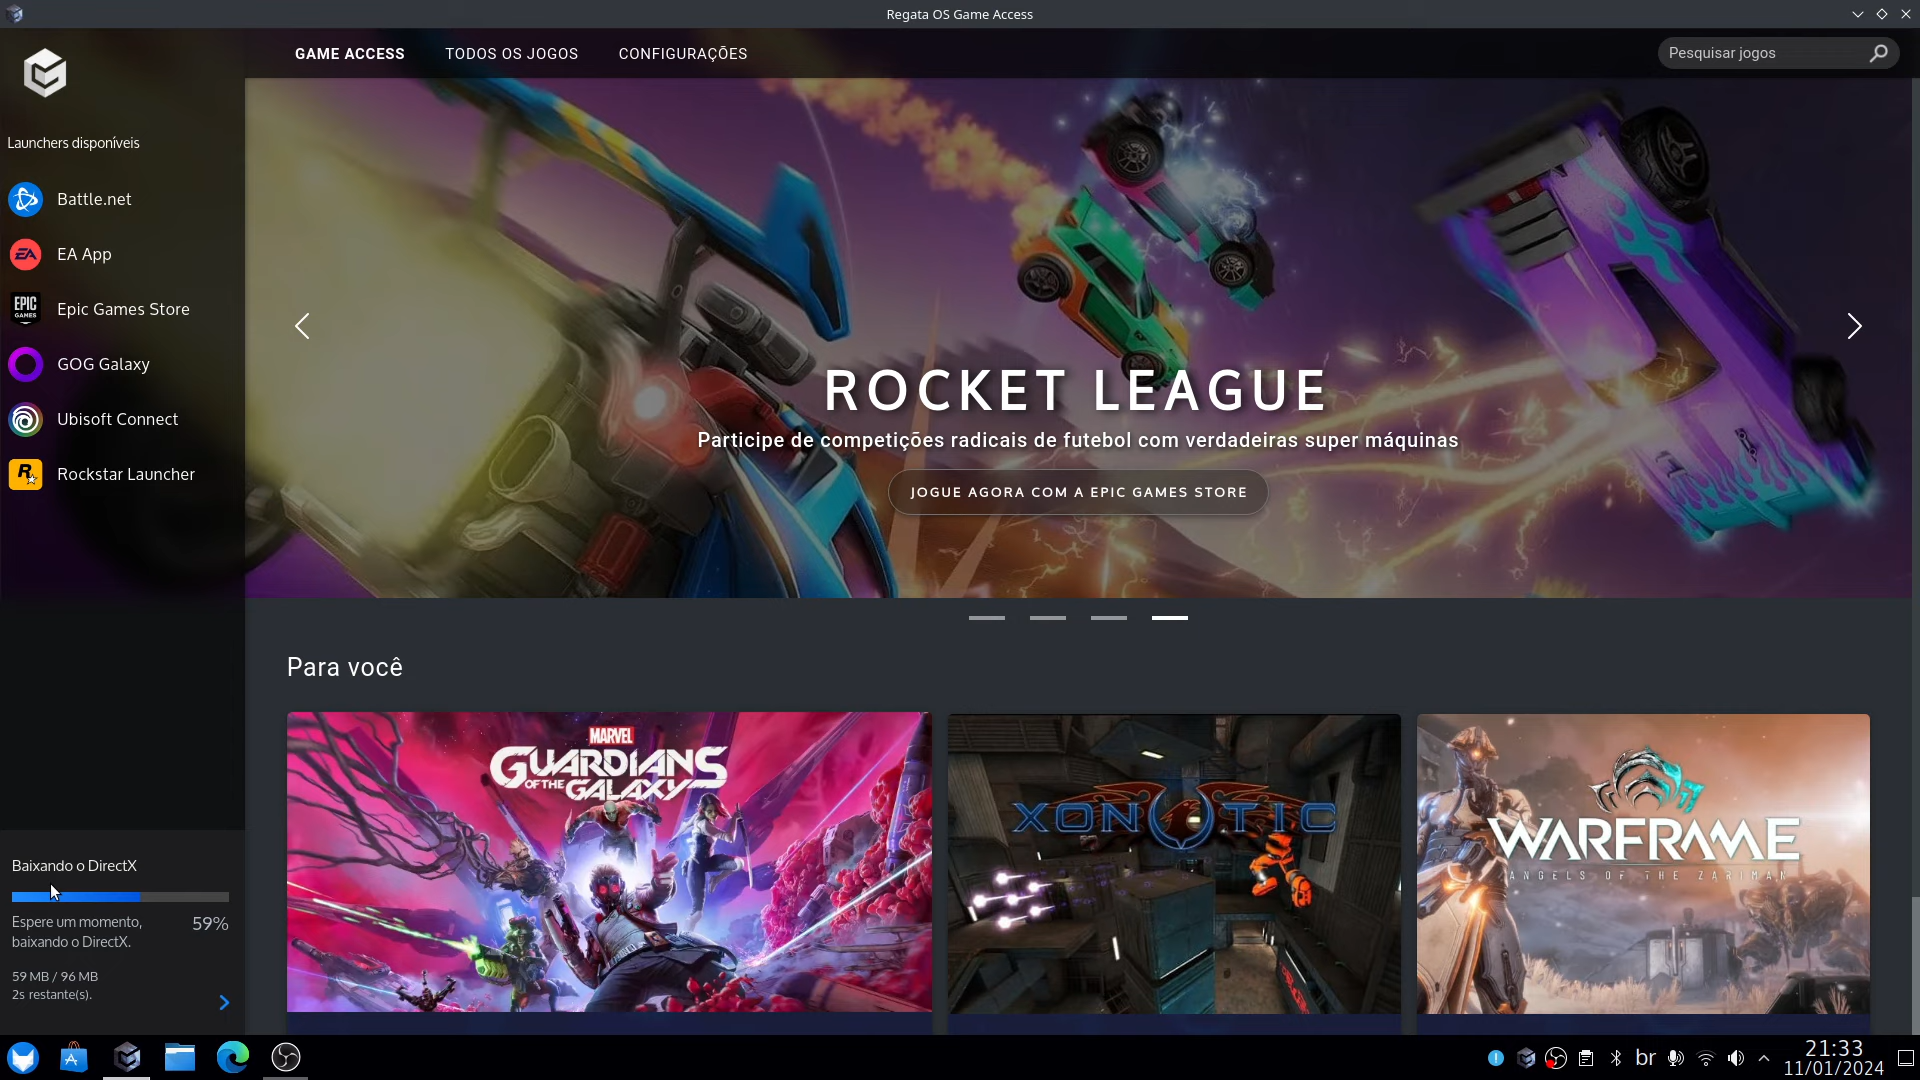 Regata OS Game Access
GAME ACCESS
TODOS OS JOGOS
CONFIGURAÇÕES
Pesquisar jogos
Launchers disponíveis
Battle.net
EA
EA App
EPIC
GAMES
Epic Games Store
GOG Galaxy
Ubisoft Connect
R
Rockstar Launcher
ROCKET LEAGUE
Participe de competições radicais de futebol com verdadeiras super máquinas
JOGUE AGORA COM A EPIC GAMES STORE
Para você
MARVEL
GUARDIANS
OF THE GALAXY
XONOTIC
WARFRAME
ANGELS OF THE ZARIMAN
Baixando o DirectX
Espere um momento,
baixando o DirectX.
59%
59 MB / 96 MB
2s restante(s).
br
21:33
11/01/2024